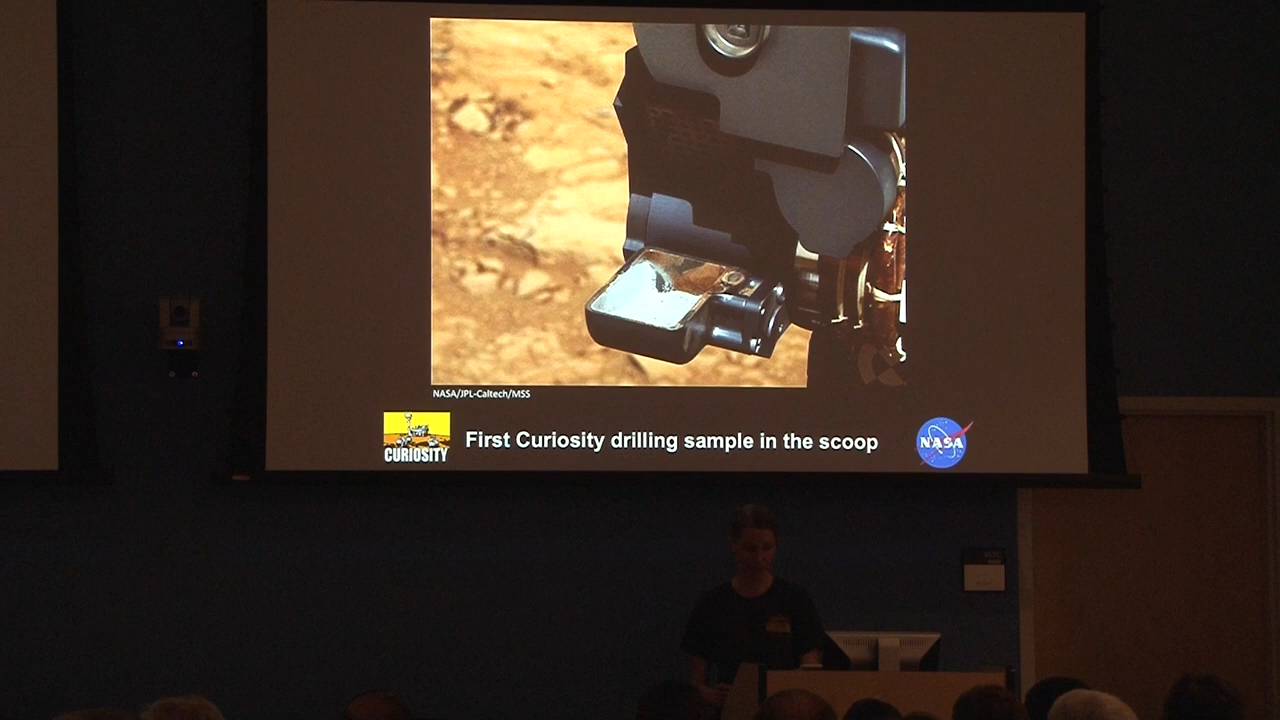 NASA/JPL-Caltech/MSS
CURIOSITY
First Curiosity drilling sample in the scoop
NASA